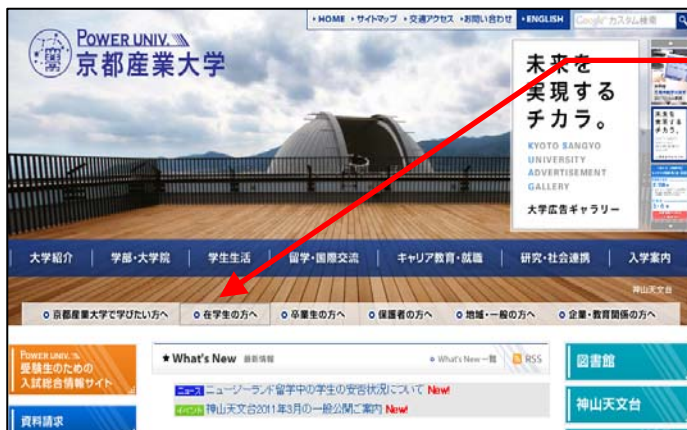 ・HOME ・サイトマップ ・交通アクセス ・お問い合わせ ・ENGLISH Google カスタム検索
POWER UNIV.
京都産業大学
未来を
実現する
チカラ。
KYOTO SANGYO
UNIVERSITY
ADVERTISEMENT
GALLERY
大学広告ギャラリー
大学紹介 学部・大学院 学生生活 留学・国際交流 キャリア教育・就職 研究・社会連携 入学案内
神山天文台
京都産業大学で学びたい方へ 在学生の方へ 卒業生の方へ 保護者の方へ 地域・一般の方へ 企業・教育関係の方へ
POWER UNIV.
受験生のための
入試総合情報サイト
資料請求
★What's New 最新情報 What's New 一覧 RSS
ニュース ニュージーランド留学中の学生の安否状況について New!
イベント 神山天文台2011年3月の一般公開ご案内 New!
図書館
神山天文台